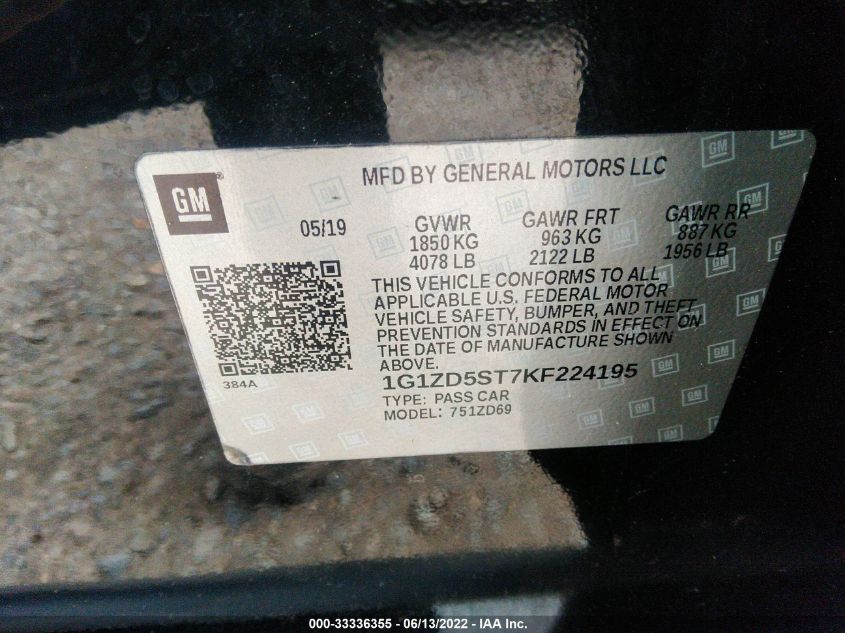 GM
MFD BY GENERAL MOTORS LLC
05/19
GVWR GAWR FRT GAWR RR
1850 KG 963 KG 887 KG
4078 LB 2122 LB 1956 LB
THIS VEHICLE CONFORMS TO ALL
APPLICABLE U.S. FEDERAL MOTOR
VEHICLE SAFETY, BUMPER, AND THEFT
PREVENTION STANDARDS IN EFFECT ON
THE DATE OF MANUFACTURE SHOWN
ABOVE.
384A
1G1ZD5ST7KF224195
TYPE: PASS CAR
MODEL: 751ZD69
000-33336355 - 06/13/2022 - IAA Inc.